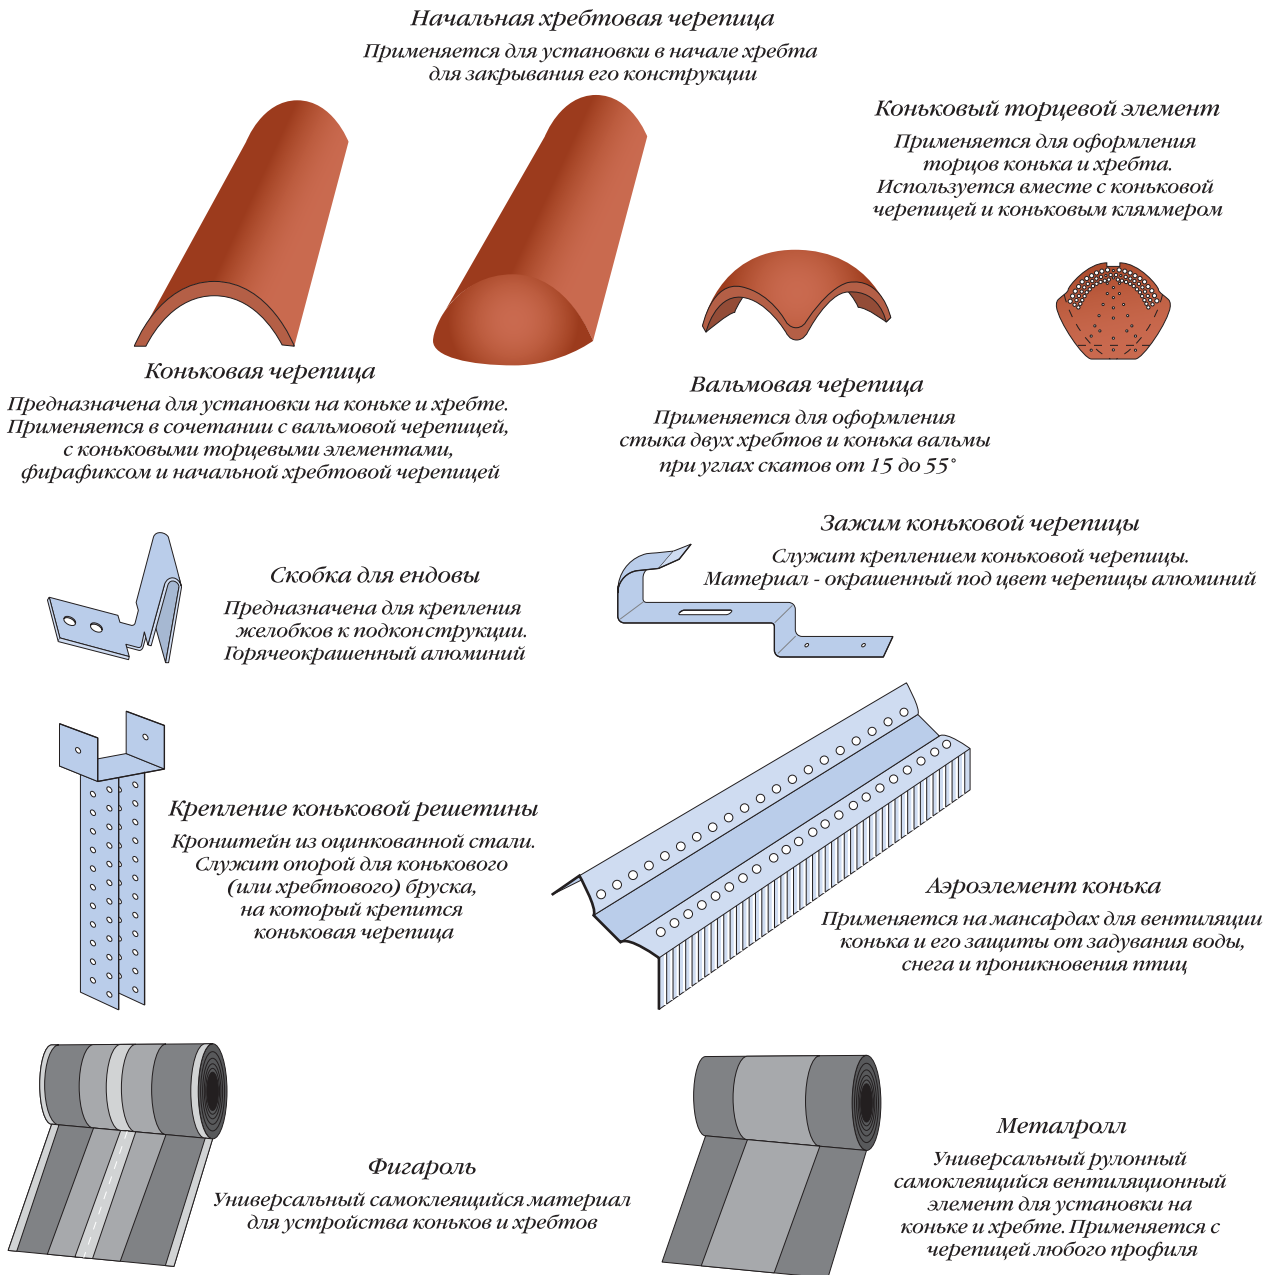 Начальная хребтовая черепица
Применяется для установки в начале хребта
для закрывания его конструкции
Коньковый торцевой элемент
Применяется для оформления
торцов конька и хребта.
Используется вместе с коньковой
черепицей и коньковым кляммером
Коньковая черепица
Предназначена для установки на коньке и хребте.
Применяется в сочетании с вальмовой черепицей,
с коньковыми торцевыми элементами,
фирафиксом и начальной хребтовой черепицей
Вальмовая черепица
Применяется для оформления
стыка двух хребтов и конька вальмы
при углах скатов от 15 до 55°
Скобка для ендовы
Предназначена для крепления
желобков к подконструкции.
Горячеокрашенный алюминий
Зажим коньковой черепицы
Служит креплением коньковой черепицы.
Материал - окрашенный под цвет черепицы алюминий
Крепление коньковой решетины
Кронштейн из оцинкованной стали.
Служит опорой для конькового
(или хребтового) бруска,
на который крепится
коньковая черепица
Аэроэлемент конька
Применяется на мансардах для вентиляции
конька и его защиты от задувания воды,
снега и проникновения птиц
Фигароль
Универсальный самоклеящийся материал
для устройства коньков и хребтов
Металролл
Универсальный рулонный
самоклеящийся вентиляционный
элемент для установки на
коньке и хребте. Применяется с
черепицей любого профиля